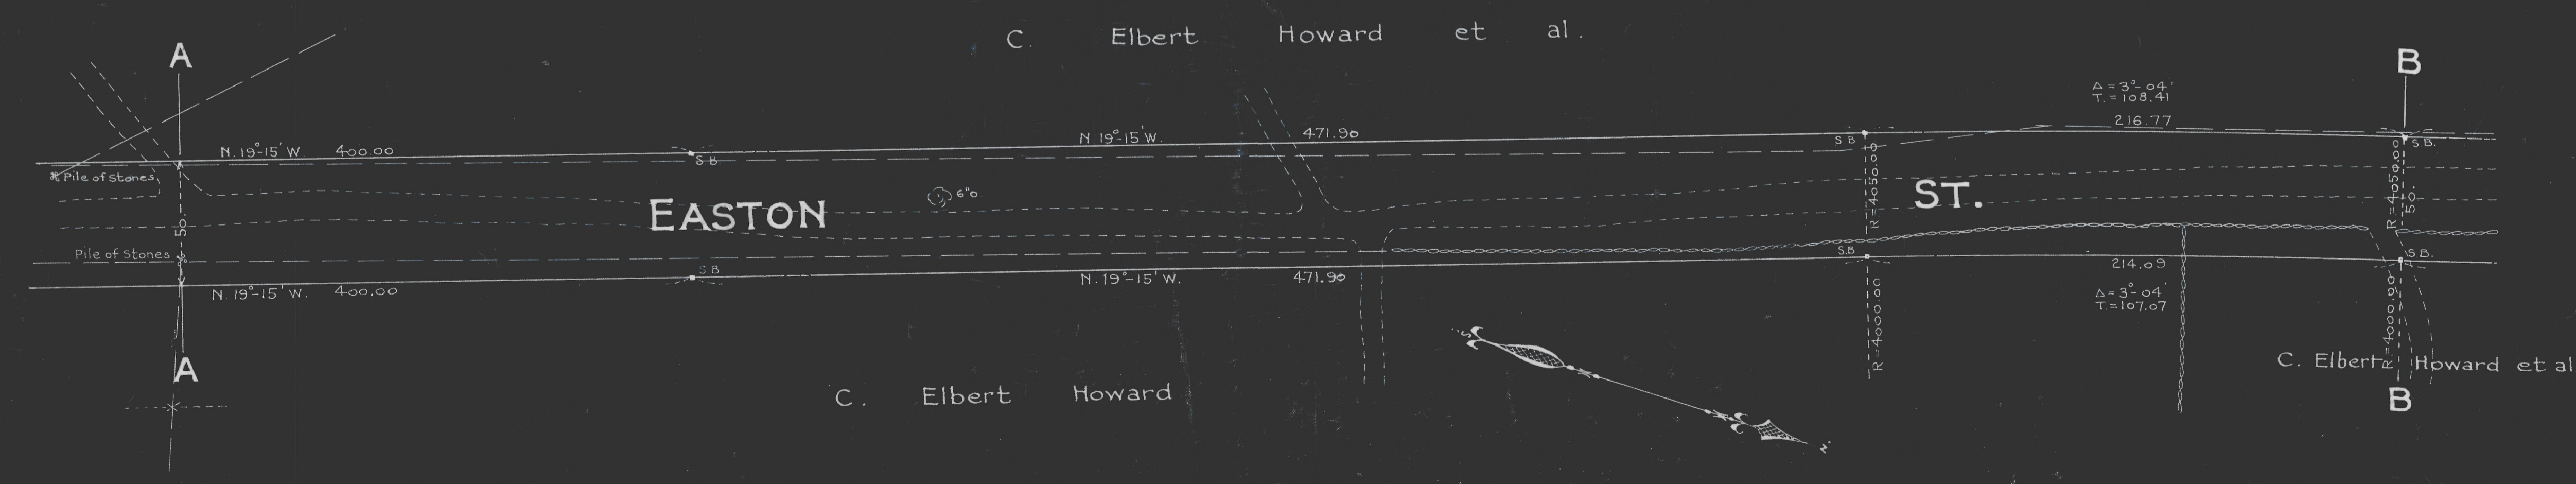 C. Elbert Howard et al.
A
B
Δ = 3°-04'
T. = 108.41
216.77
N. 19°-15' W. 400.00
N 19°-15' W. 471.90
S.B.
S B
S B.
Pile of Stones
6" o.
EASTON ST.
50.
R=4050.00
R=4050.00
50.
Pile of Stones
S B
S.B.
S.B.
214.09
N. 19°-15' W. 400.00
N. 19°-15' W. 471.90
Δ = 3°-04'
T. = 107.07
R=4000.00
R=4000.00
S.
N.
A
C. Elbert Howard
C. Elbert Howard et al
B